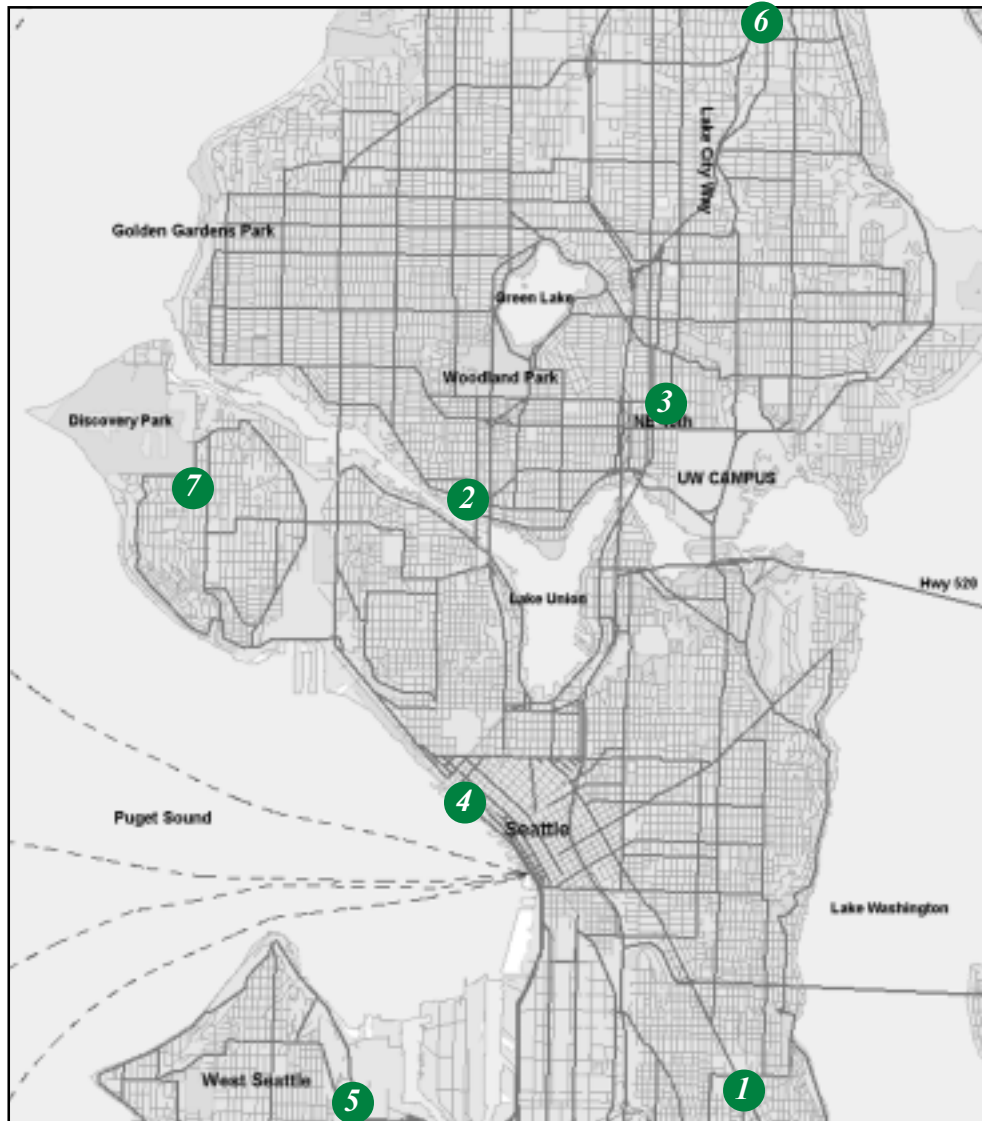 6
Lake City Way
Golden Gardens Park
Green Lake
Woodland Park
3
Discovery Park
NE
UW CAMPUS
7
2
Hwy 520
Lake Union
4
Puget Sound
Seattle
Lake Washington
West Seattle
5
1